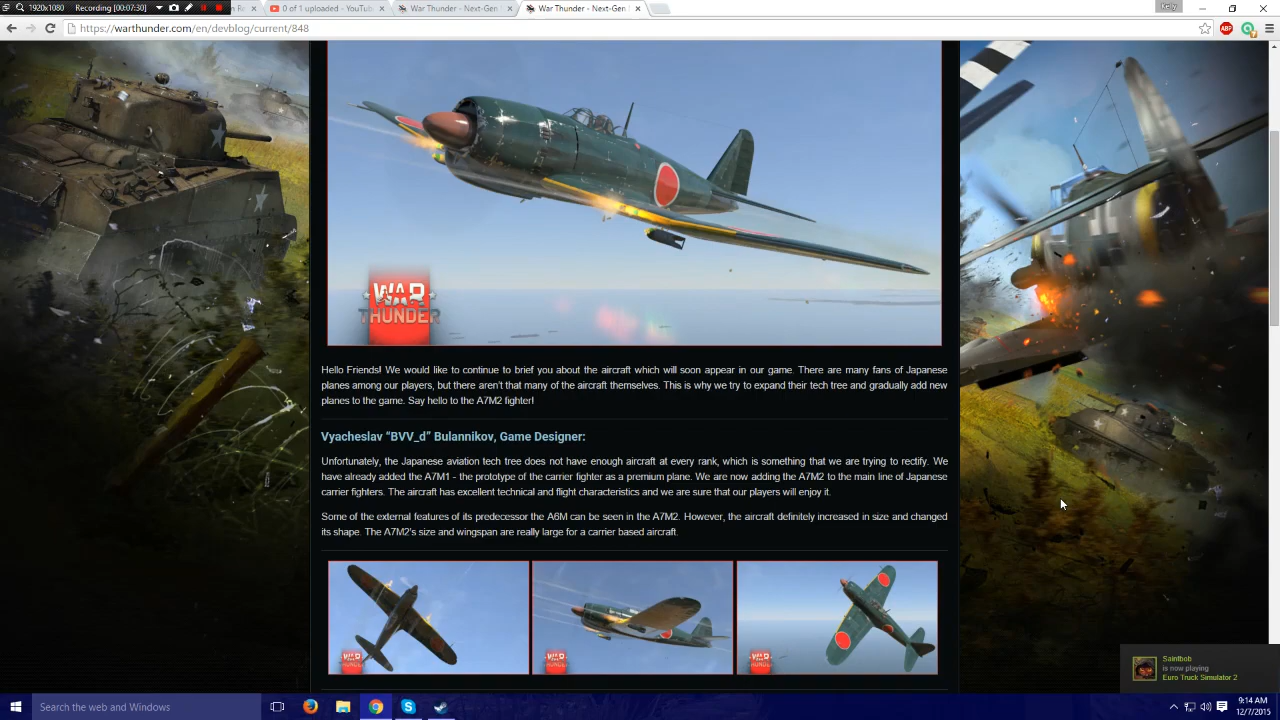 1920x1080 Recording [00:07:30]
0 of 1 uploaded - YouTube
War Thunder - Next-Gen
War Thunder - Next-Gen
Kelly
https://warthunder.com/en/devblog/current/848
ABP
WAR
THUNDER
Hello Friends! We would like to continue to brief you about the aircraft which will soon appear in our game. There are many fans of Japanese
planes among our players, but there aren't that many of the aircraft themselves. This is why we try to expand their tech tree and gradually add new
planes to the game. Say hello to the A7M2 fighter!
Vyacheslav “BVV_d” Bulannikov, Game Designer:
Unfortunately, the Japanese aviation tech tree does not have enough aircraft at every rank, which is something that we are trying to rectify. We
have already added the A7M1 - the prototype of the carrier fighter as a premium plane. We are now adding the A7M2 to the main line of Japanese
carrier fighters. The aircraft has excellent technical and flight characteristics and we are sure that our players will enjoy it.
Some of the external features of its predecessor the A6M can be seen in the A7M2. However, the aircraft definitely increased in size and changed
its shape. The A7M2's size and wingspan are really large for a carrier based aircraft.
WAR
THUNDER
WAR
THUNDER
WAR
THUNDER
Saintbob
is now playing
Euro Truck Simulator 2
Search the web and Windows
9:14 AM
12/7/2015